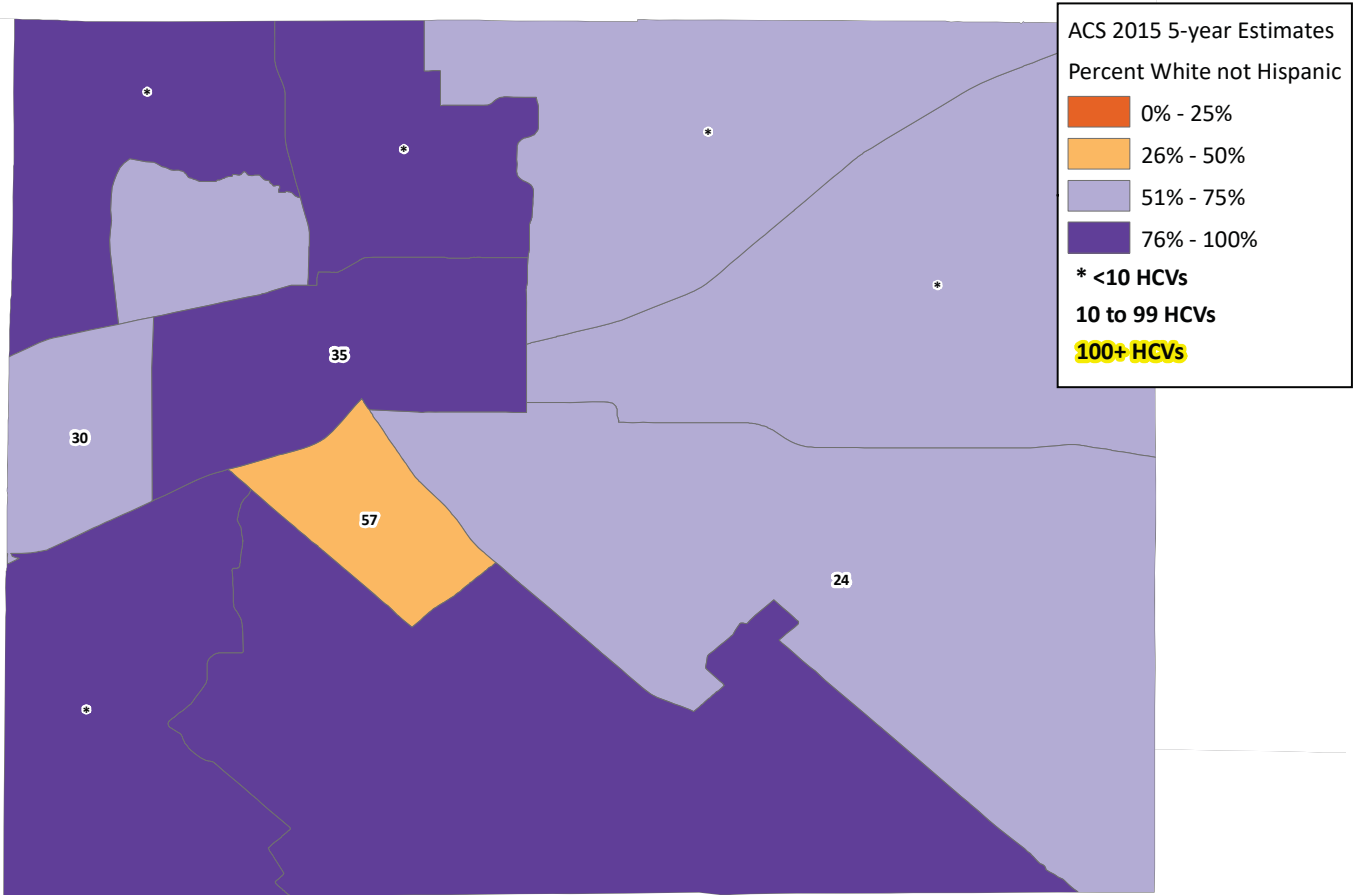 ACS 2015 5-year Estimates
Percent White not Hispanic
0% - 25%
26% - 50%
51% - 75%
76% - 100%
* <10 HCVs
10 to 99 HCVs
100+ HCVs
*
*
*
*
35
30
57
24
*